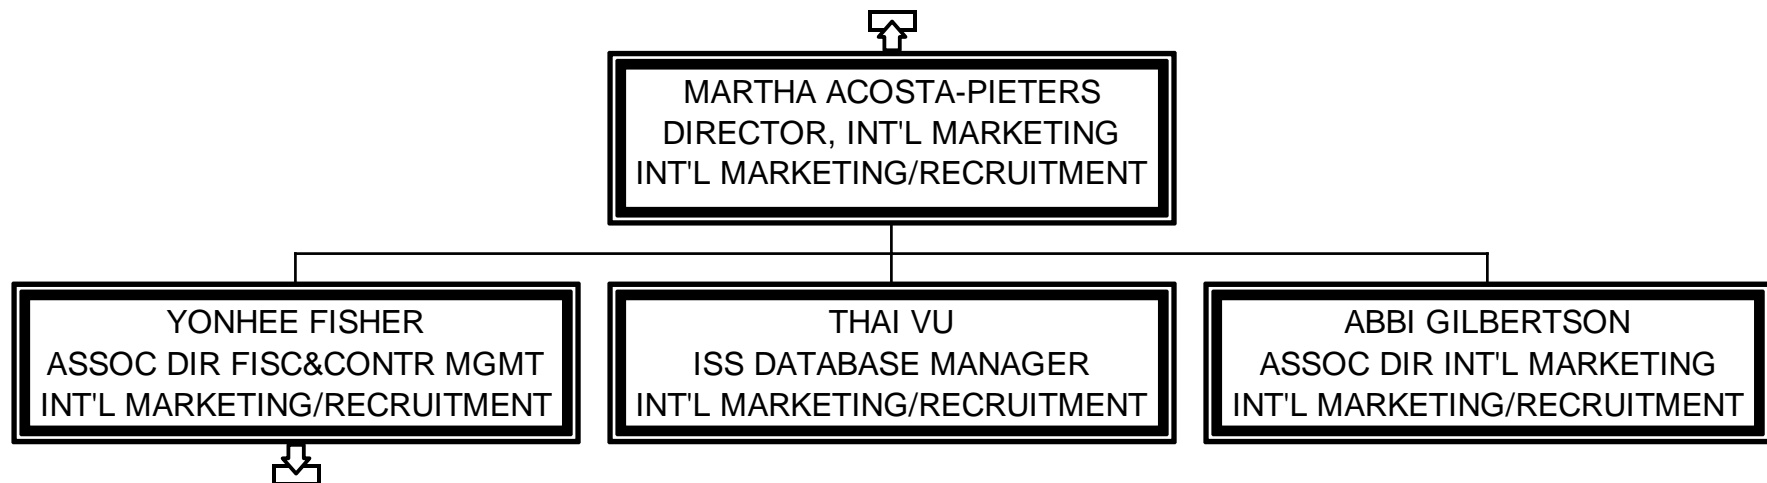 MARTHA ACOSTA-PIETERS
DIRECTOR, INT'L MARKETING
INT'L MARKETING/RECRUITMENT
YONHEE FISHER
ASSOC DIR FISC&CONTR MGMT
INT'L MARKETING/RECRUITMENT
THAI VU
ISS DATABASE MANAGER
INT'L MARKETING/RECRUITMENT
ABBI GILBERTSON
ASSOC DIR INT'L MARKETING
INT'L MARKETING/RECRUITMENT